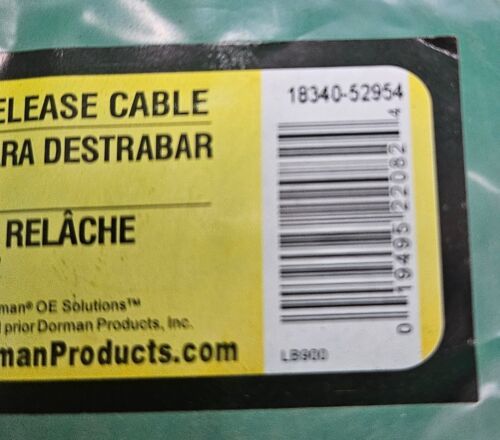 ELEASE CABLE
RA DESTRABAR
RELÂCHE
man® OE Solutions™
prior Dorman Products, Inc.
manProducts.com
18340-52954
0 19495 22082 4
LB900